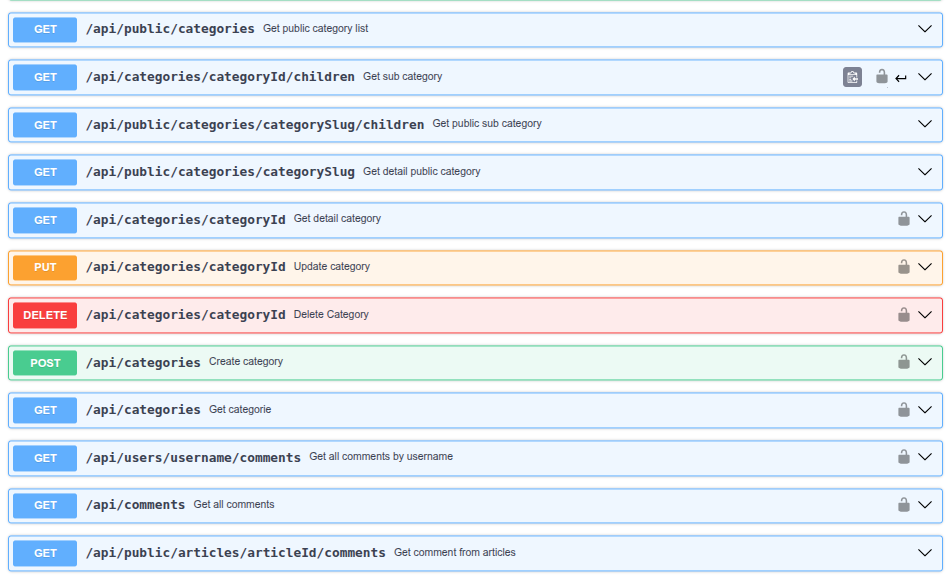 GET /api/public/categories Get public category list
GET /api/categories/categoryId/children Get sub category
GET /api/public/categories/categorySlug/children Get public sub category
GET /api/public/categories/categorySlug Get detail public category
GET /api/categories/categoryId Get detail category
PUT /api/categories/categoryId Update category
DELETE /api/categories/categoryId Delete Category
POST /api/categories Create category
GET /api/categories Get categorie
GET /api/users/username/comments Get all comments by username
GET /api/comments Get all comments
GET /api/public/articles/articleId/comments Get comment from articles